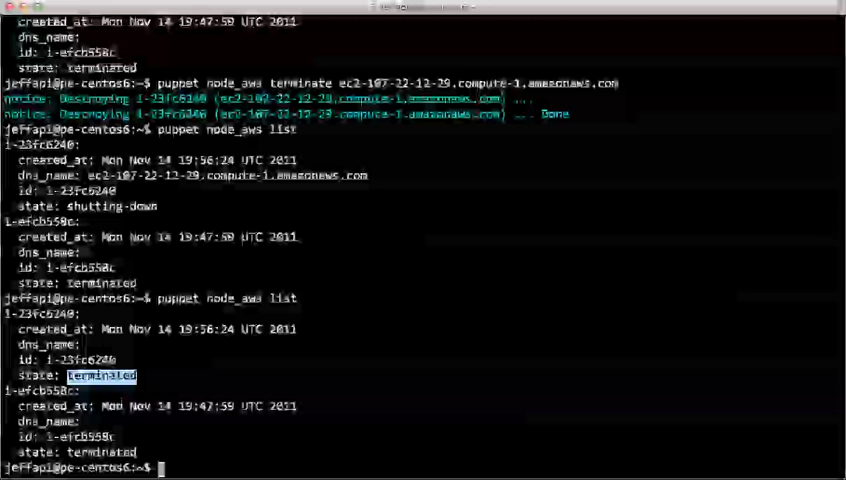 created_at: Mon Nov 14 19:47:59 UTC 2011
dns_name:
id: i-efcb558c
state: terminated
jeffapi@pe-centos6:~$ puppet node_aws terminate ec2-107-22-12-29.compute-1.amazonaws.com
notice: Destroying i-23fc6240 (ec2-107-22-12-29.compute-1.amazonaws.com) ...
notice: Destroying i-23fc6240 (ec2-107-22-12-29.compute-1.amazonaws.com) ... Done
jeffapi@pe-centos6:~$ puppet node_aws list
i-23fc6240:
created_at: Mon Nov 14 19:56:24 UTC 2011
dns_name: ec2-107-22-12-29.compute-1.amazonaws.com
id: i-23fc6240
state: shutting-down
i-efcb558c:
created_at: Mon Nov 14 19:47:59 UTC 2011
dns_name:
id: i-efcb558c
state: terminated
jeffapi@pe-centos6:~$ puppet node_aws list
i-23fc6240:
created_at: Mon Nov 14 19:56:24 UTC 2011
dns_name:
id: i-23fc6240
state: terminated
i-efcb558c:
created_at: Mon Nov 14 19:47:59 UTC 2011
dns_name:
id: i-efcb558c
state: terminated
jeffapi@pe-centos6:~$